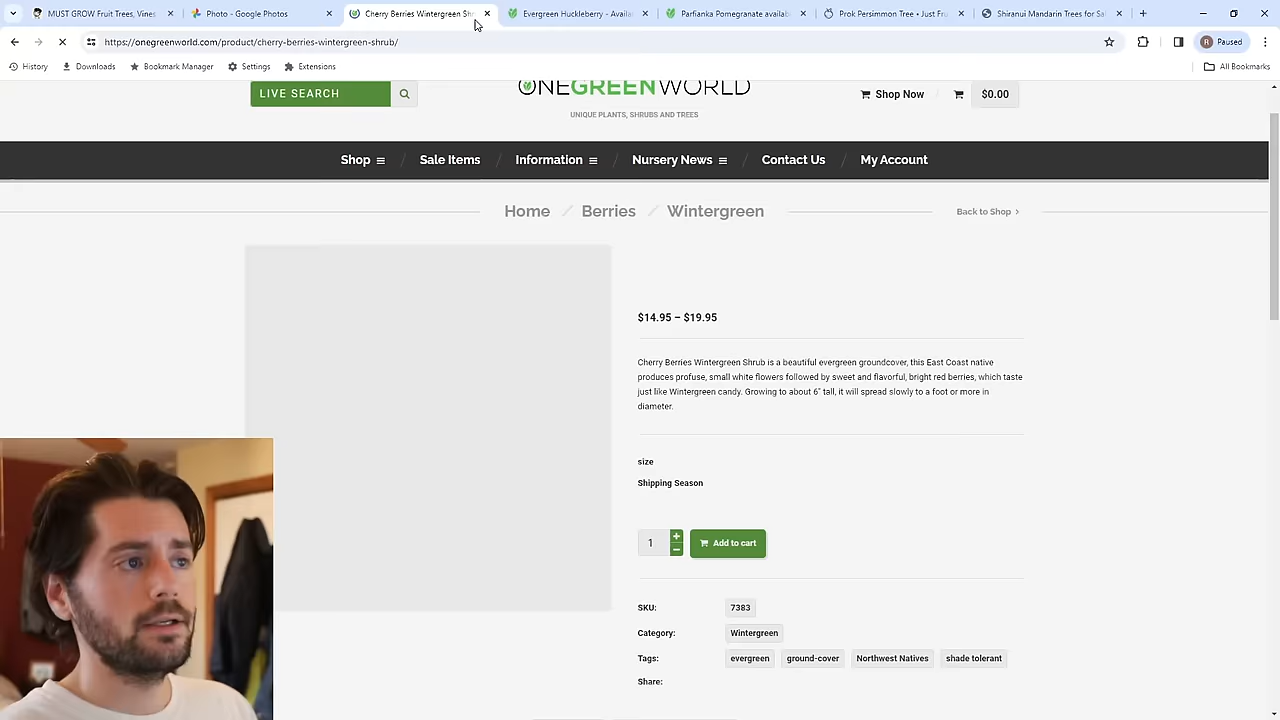 MUST GROW Fruit Trees, Vines
Photo - Google Photos
Cherry Berries Wintergreen Shr
Evergreen Huckleberry - Availa
Parfianka Pomegranate availab
Prok Persimmon Tree • Just Fru
Shiranui Mandarin Trees for Sal
https://onegreenworld.com/product/cherry-berries-wintergreen-shrub/
R Paused
History Downloads Bookmark Manager Settings Extensions All Bookmarks
LIVE SEARCH
ONEGREENWORLD
UNIQUE PLANTS, SHRUBS AND TREES
Shop Now $0.00
Shop / Sale Items / Information / Nursery News / Contact Us / My Account
Home / Berries / Wintergreen
Back to Shop >
$14.95 – $19.95
Cherry Berries Wintergreen Shrub is a beautiful evergreen groundcover, this East Coast native
produces profuse, small white flowers followed by sweet and flavorful, bright red berries, which taste
just like Wintergreen candy. Growing to about 6" tall, it will spread slowly to a foot or more in
diameter.
size
Shipping Season
1 + − Add to cart
SKU: 7383
Category: Wintergreen
Tags: evergreen ground-cover Northwest Natives shade tolerant
Share: